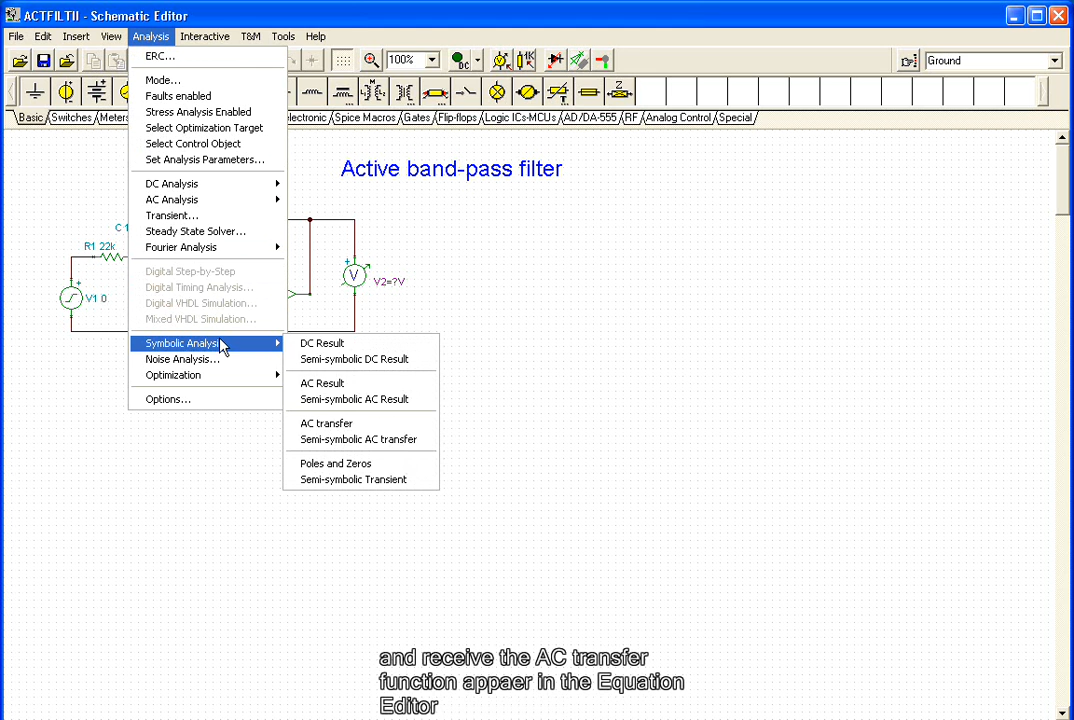 ACTFILTII - Schematic Editor
File Edit Insert View Analysis Interactive T&M Tools Help
ERC...
DC 1K 100% Ground
Mode...
Faults enabled
Stress Analysis Enabled
Select Optimization Target
Select Control Object
Set Analysis Parameters...
DC Analysis
AC Analysis
Transient...
Steady State Solver...
Fourier Analysis
Digital Step-by-Step
Digital Timing Analysis...
Digital VHDL Simulation...
Mixed VHDL Simulation...
Symbolic Analysis
Noise Analysis...
Optimization
Options...
Basic Switches Meters electronic Spice Macros Gates Flip-flops Logic ICs-MCUs AD/DA-555 RF Analog Control Special
Active band-pass filter
C 1
R1 22k
V1 0
V
V2=?V
DC Result
Semi-symbolic DC Result
AC Result
Semi-symbolic AC Result
AC transfer
Semi-symbolic AC transfer
Poles and Zeros
Semi-symbolic Transient
and receive the AC transfer
function appaer in the Equation
Editor